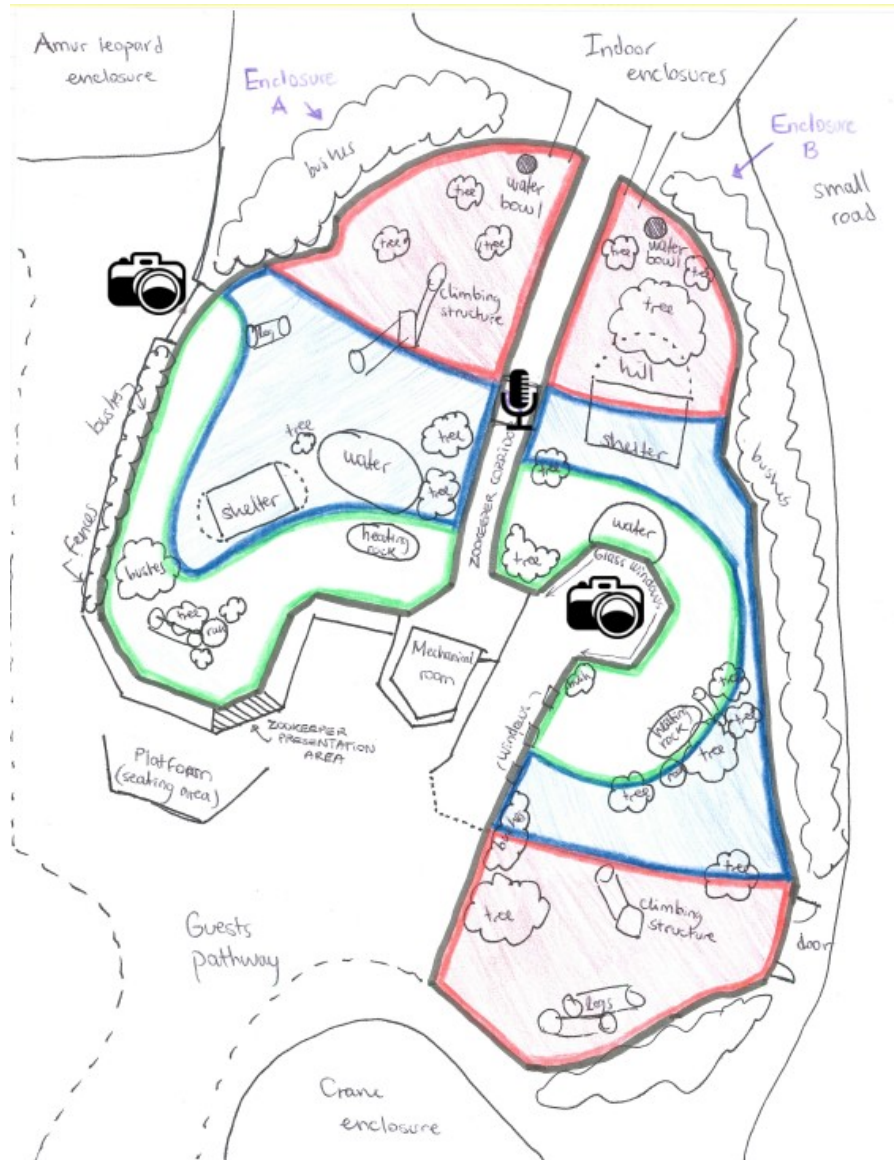 Amur leopard
enclosure
Indoor
enclosures
Enclosure
A
Enclosure
B
small
road
bushes
tree
water
bowl
tree
tree
climbing
structure
water
bowl
tree
tree
tree
hill
shelter
log
bushes
tree
water
tree
tree
shelter
ZOOKEEPER CORRIDOR
tree
bushes
water
tree
GLASS WINDOWS
heating
rock
Fences
bushes
tree
Mechanical
room
windows
tree
tree
heating
rock
tree
tree
ZOOKEEPER
PRESENTATION
AREA
Platform
(seating area)
tree
tree
climbing
structure
door
Guests
pathway
logs
Crane
enclosure